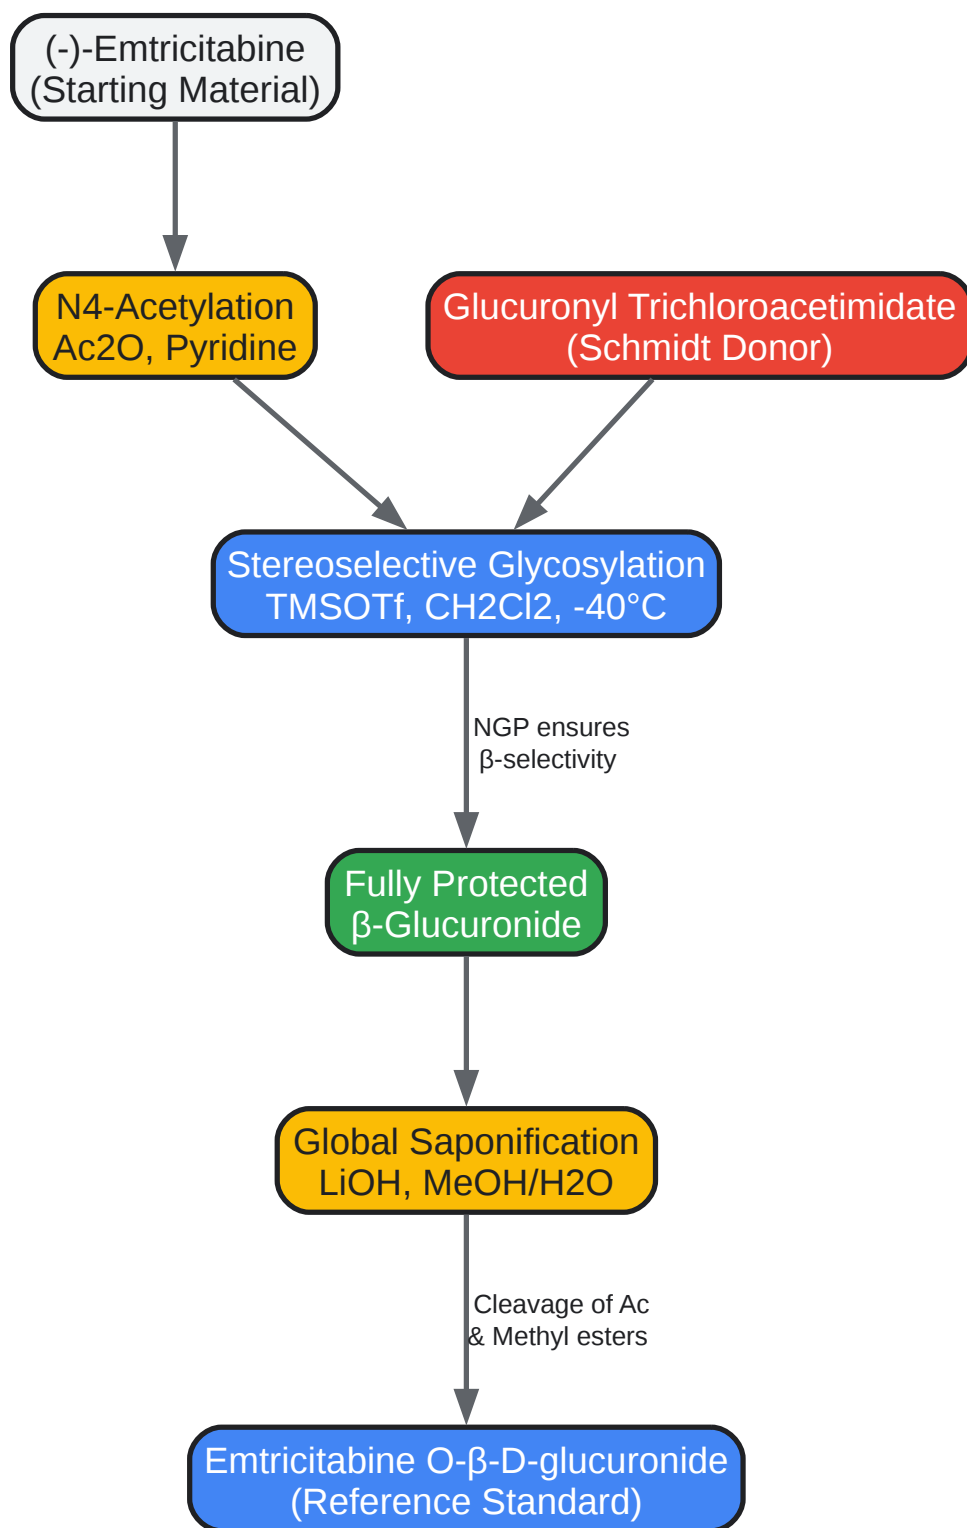 (-)-Emtricitabine
(Starting Material)
N4-Acetylation
Ac2O, Pyridine
Glucuronyl Trichloroacetimidate
(Schmidt Donor)
Stereoselective Glycosylation
TMSOTf, CH2Cl2, -40°C
NGP ensures
β-selectivity
Fully Protected
β-Glucuronide
Global Saponification
LiOH, MeOH/H2O
Cleavage of Ac
& Methyl esters
Emtricitabine O-β-D-glucuronide
(Reference Standard)